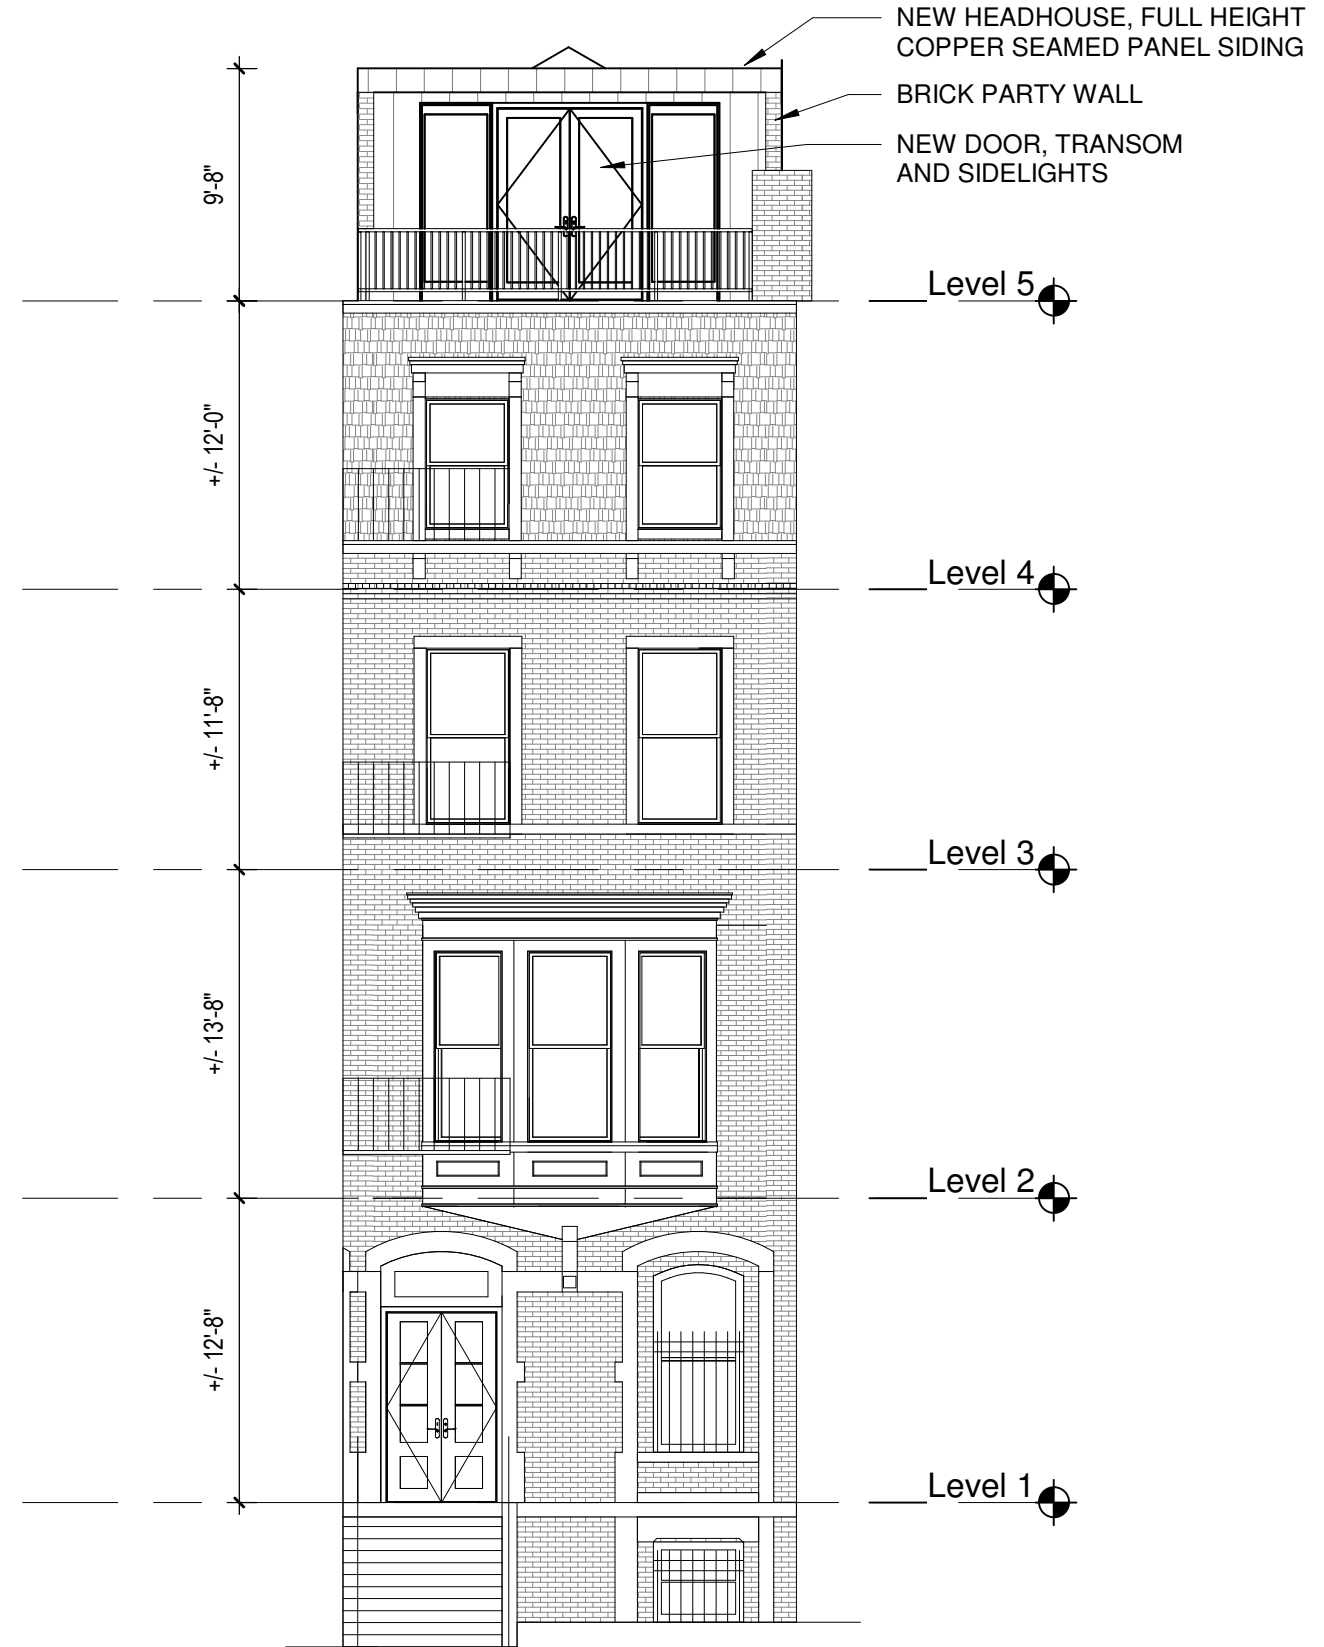 NEW HEADHOUSE, FULL HEIGHT
COPPER SEAMED PANEL SIDING
BRICK PARTY WALL
NEW DOOR, TRANSOM
AND SIDELIGHTS
9'-8"
Level 5
+/- 12'-0"
Level 4
+/- 11'-8"
Level 3
+/- 13'-8"
Level 2
+/- 12'-8"
Level 1